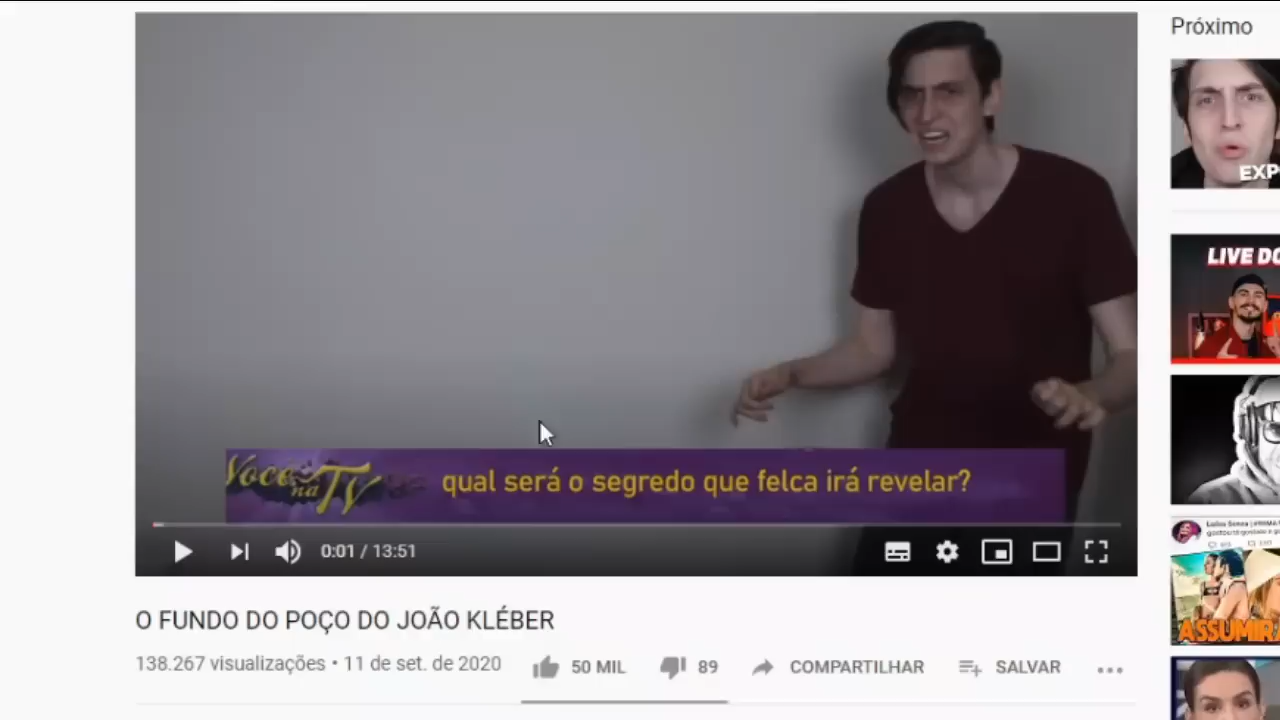 Próximo
EXP
LIVE DO
Você na TV
qual será o segredo que felca irá revelar?
0:01 / 13:51
O FUNDO DO POÇO DO JOÃO KLÉBER
138.267 visualizações • 11 de set. de 2020
50 MIL
89
COMPARTILHAR
SALVAR
ASSUMIR